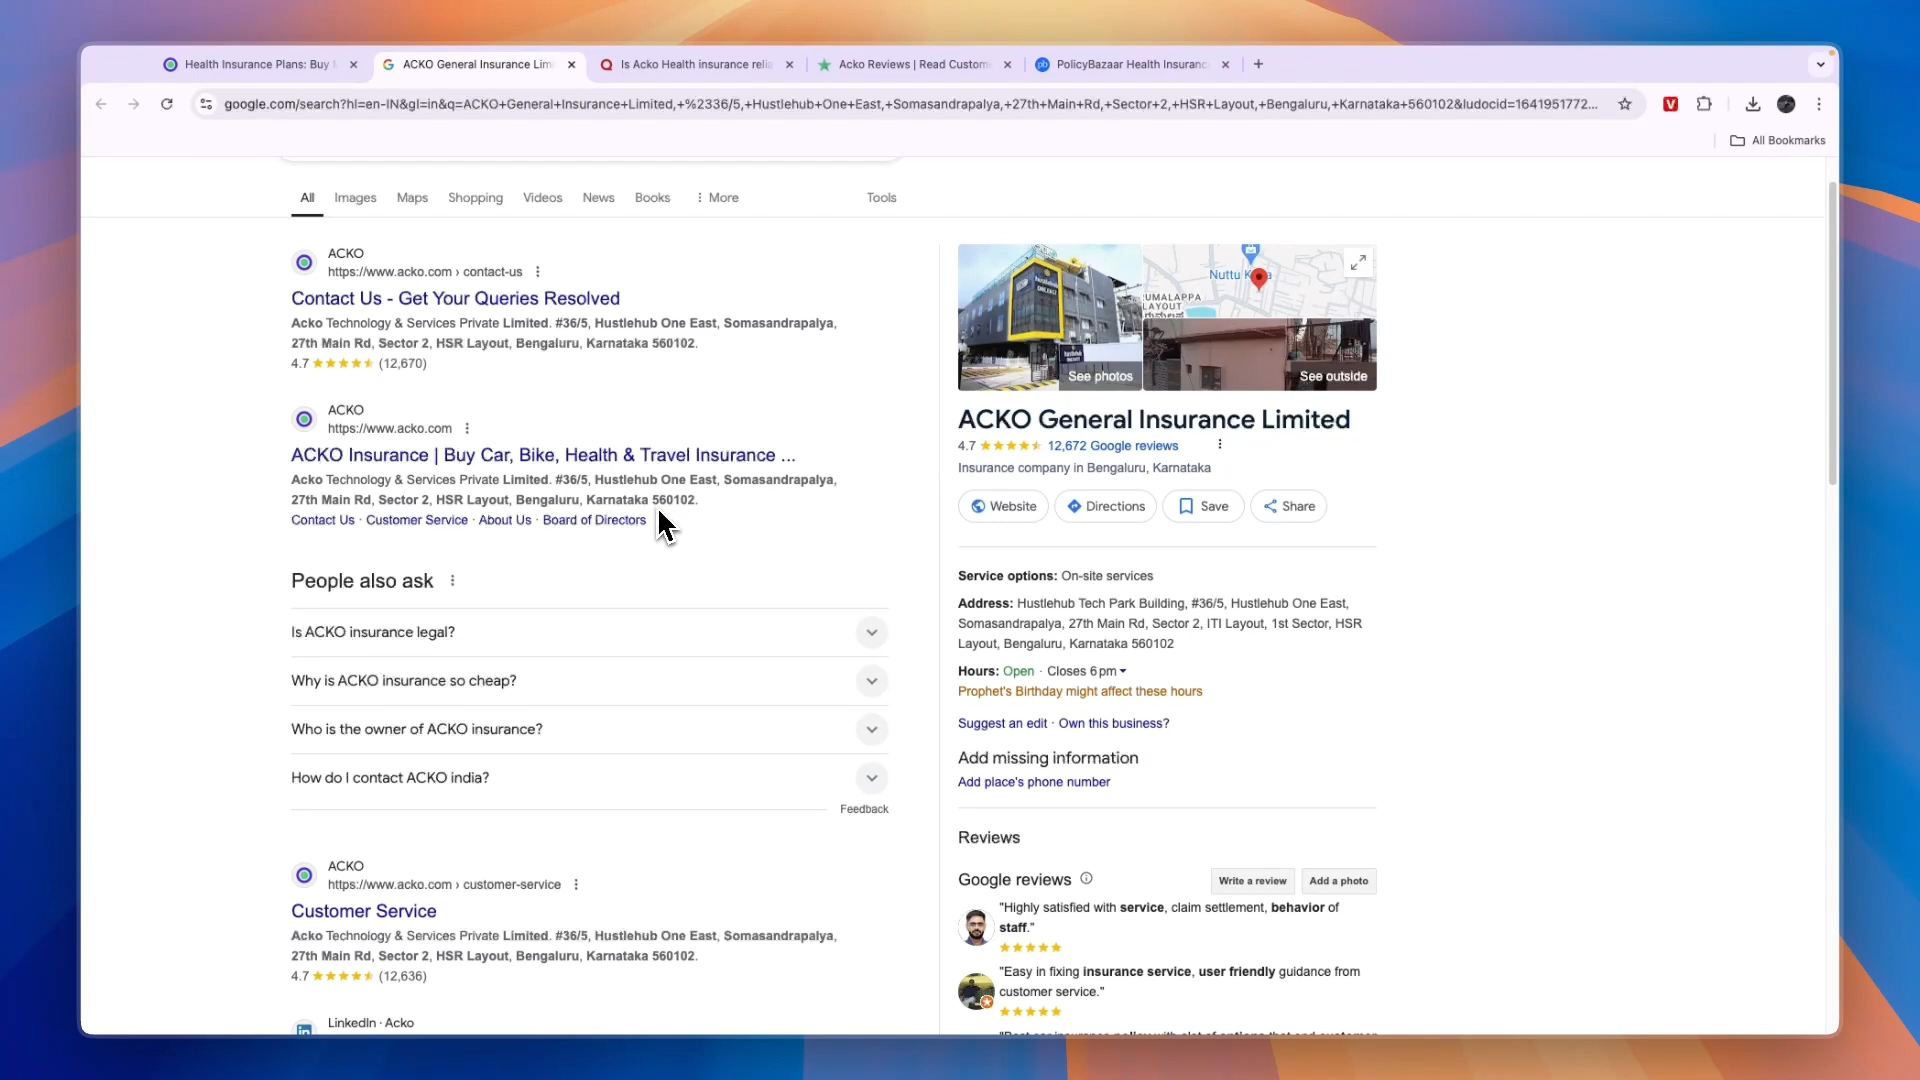 Health Insurance Plans: Buy
ACKO General Insurance Lim
Is Acko Health insurance relia
Acko Reviews | Read Custom
PolicyBazaar Health Insuranc
google.com/search?hl=en-IN&gl=in&q=ACKO+General+Insurance+Limited,+%2336/5,+Hustlehub+One+East,+Somasandrapalya,+27th+Main+Rd,+Sector+2,+HSR+Layout,+Bengaluru,+Karnataka+560102&ludocid=1641951772...
All Bookmarks
All
Images
Maps
Shopping
Videos
News
Books
More
Tools
ACKO
https://www.acko.com › contact-us
Contact Us - Get Your Queries Resolved
Acko Technology & Services Private Limited. #36/5, Hustlehub One East, Somasandrapalya,
27th Main Rd, Sector 2, HSR Layout, Bengaluru, Karnataka 560102.
4.7 ★★★★★ (12,670)
ACKO
https://www.acko.com
ACKO Insurance | Buy Car, Bike, Health & Travel Insurance ...
Acko Technology & Services Private Limited. #36/5, Hustlehub One East, Somasandrapalya,
27th Main Rd, Sector 2, HSR Layout, Bengaluru, Karnataka 560102.
Contact Us · Customer Service · About Us · Board of Directors
People also ask
Is ACKO insurance legal?
Why is ACKO insurance so cheap?
Who is the owner of ACKO insurance?
How do I contact ACKO india?
Feedback
ACKO
https://www.acko.com › customer-service
Customer Service
Acko Technology & Services Private Limited. #36/5, Hustlehub One East, Somasandrapalya,
27th Main Rd, Sector 2, HSR Layout, Bengaluru, Karnataka 560102.
4.7 ★★★★★ (12,636)
LinkedIn · Acko
Nuttu K
UMALAPPA
LAYOUT
See photos
See outside
ACKO General Insurance Limited
4.7 ★★★★★ 12,672 Google reviews
Insurance company in Bengaluru, Karnataka
Website
Directions
Save
Share
Service options: On-site services
Address: Hustlehub Tech Park Building, #36/5, Hustlehub One East,
Somasandrapalya, 27th Main Rd, Sector 2, ITI Layout, 1st Sector, HSR
Layout, Bengaluru, Karnataka 560102
Hours: Open · Closes 6 pm
Prophet's Birthday might affect these hours
Suggest an edit · Own this business?
Add missing information
Add place's phone number
Reviews
Google reviews
Write a review
Add a photo
"Highly satisfied with service, claim settlement, behavior of
staff."
"Easy in fixing insurance service, user friendly guidance from
customer service."